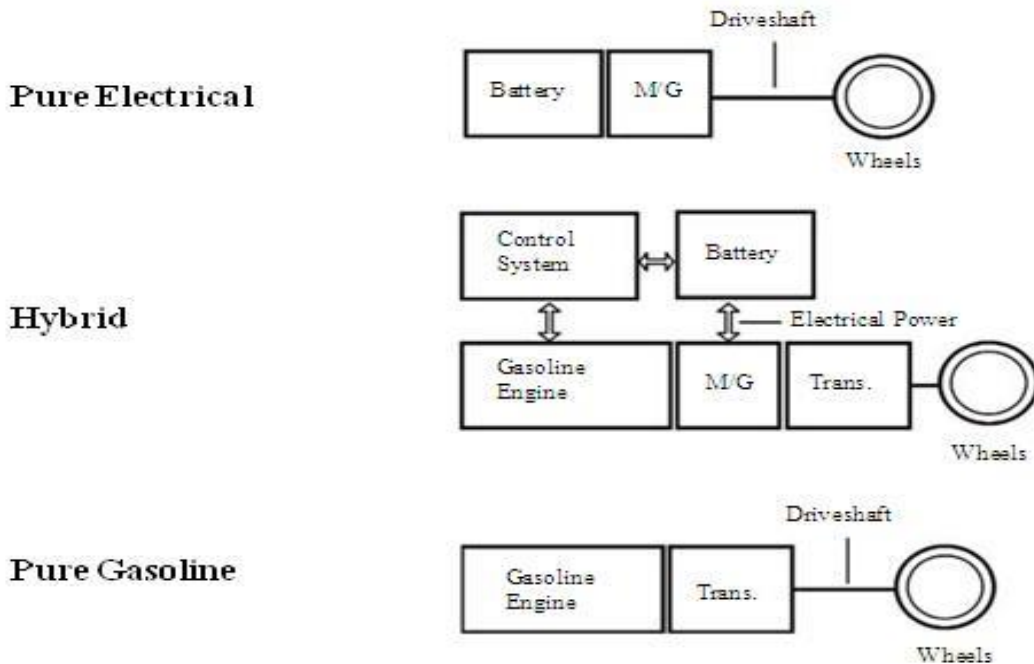 Driveshaft
Pure Electrical
Battery
M/G
Wheels
Control
System
Battery
Hybrid
Electrical Power
Gasoline
Engine
M/G
Trans.
Wheels
Driveshaft
Pure Gasoline
Gasoline
Engine
Trans.
Wheels